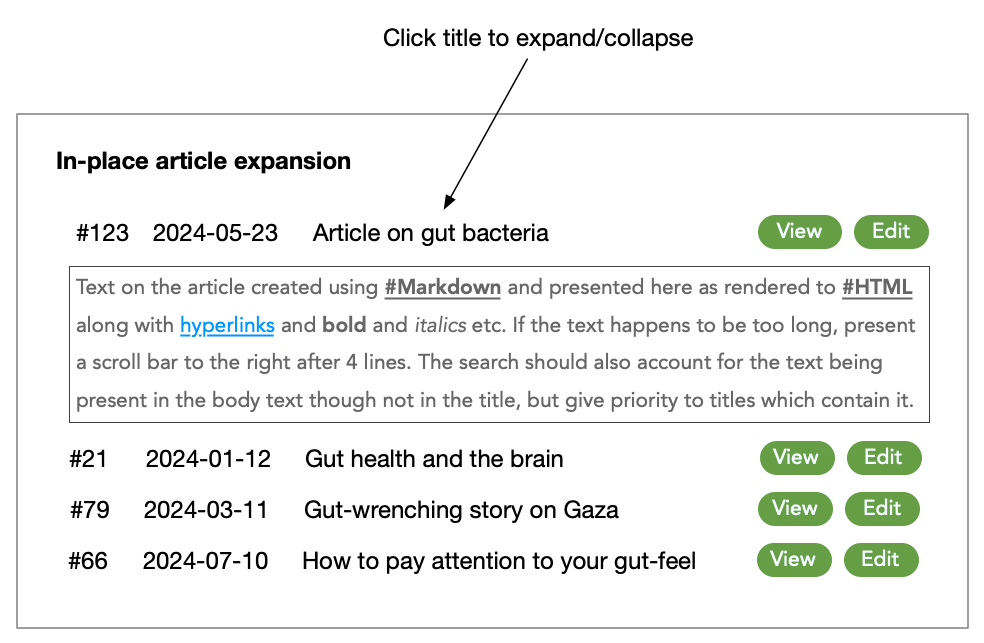 Click title to expand/collapse
In-place article expansion
#123 2024-05-23 Article on gut bacteria View Edit
Text on the article created using #Markdown and presented here as rendered to #HTML
along with hyperlinks and bold and italics etc. If the text happens to be too long, present
a scroll bar to the right after 4 lines. The search should also account for the text being
present in the body text though not in the title, but give priority to titles which contain it.
#21 2024-01-12 Gut health and the brain View Edit
#79 2024-03-11 Gut-wrenching story on Gaza View Edit
#66 2024-07-10 How to pay attention to your gut-feel View Edit